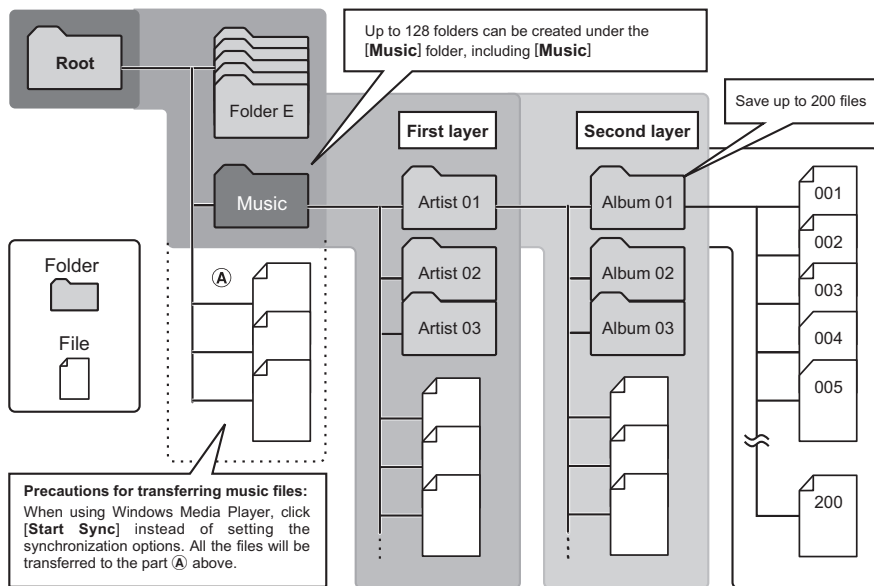 Up to 128 folders can be created under the
[Music] folder, including [Music]
Root
Folder E
Save up to 200 files
First layer
Second layer
Music
Artist 01
Album 01
001
002
Folder
Ⓐ
Artist 02
Album 02
003
File
Artist 03
Album 03
004
005
Precautions for transferring music files:
When using Windows Media Player, click
[Start Sync] instead of setting the
synchronization options. All the files will be
transferred to the part Ⓐ above.
200